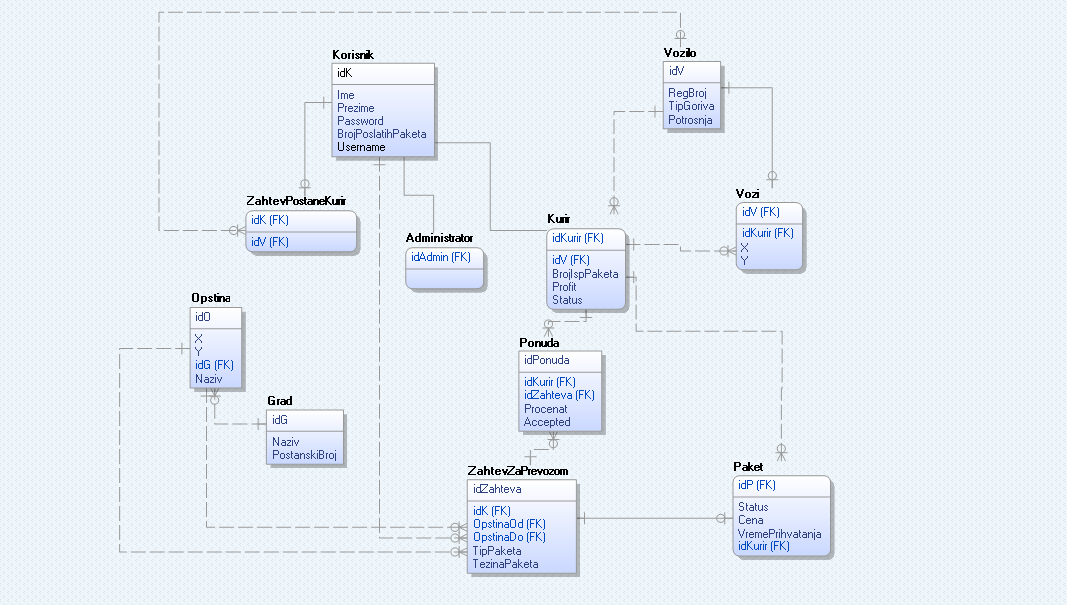 Korisnik
idK
Ime
Prezime
Password
BrojPoslatihPaketa
Username
Vozilo
idV
RegBroj
TipGoriva
Potrosnja
ZahtevPostaneKurir
idK (FK)
idV (FK)
Administrator
idAdmin (FK)
Kurir
idKurir (FK)
idV (FK)
BrojIspPaketa
Profit
Status
Vozi
idV (FK)
idKurir (FK)
X
Y
Opstina
idO
X
Y
idG (FK)
Naziv
Grad
idG
Naziv
PostanskiBroj
Ponuda
idPonuda
idKurir (FK)
idZahteva (FK)
Procenat
Accepted
ZahtevZaPrevozom
idZahteva
idK (FK)
OpstinaOd (FK)
OpstinaDo (FK)
TipPaketa
TezinaPaketa
Paket
idP (FK)
Status
Cena
VremePrihvatanja
idKurir (FK)